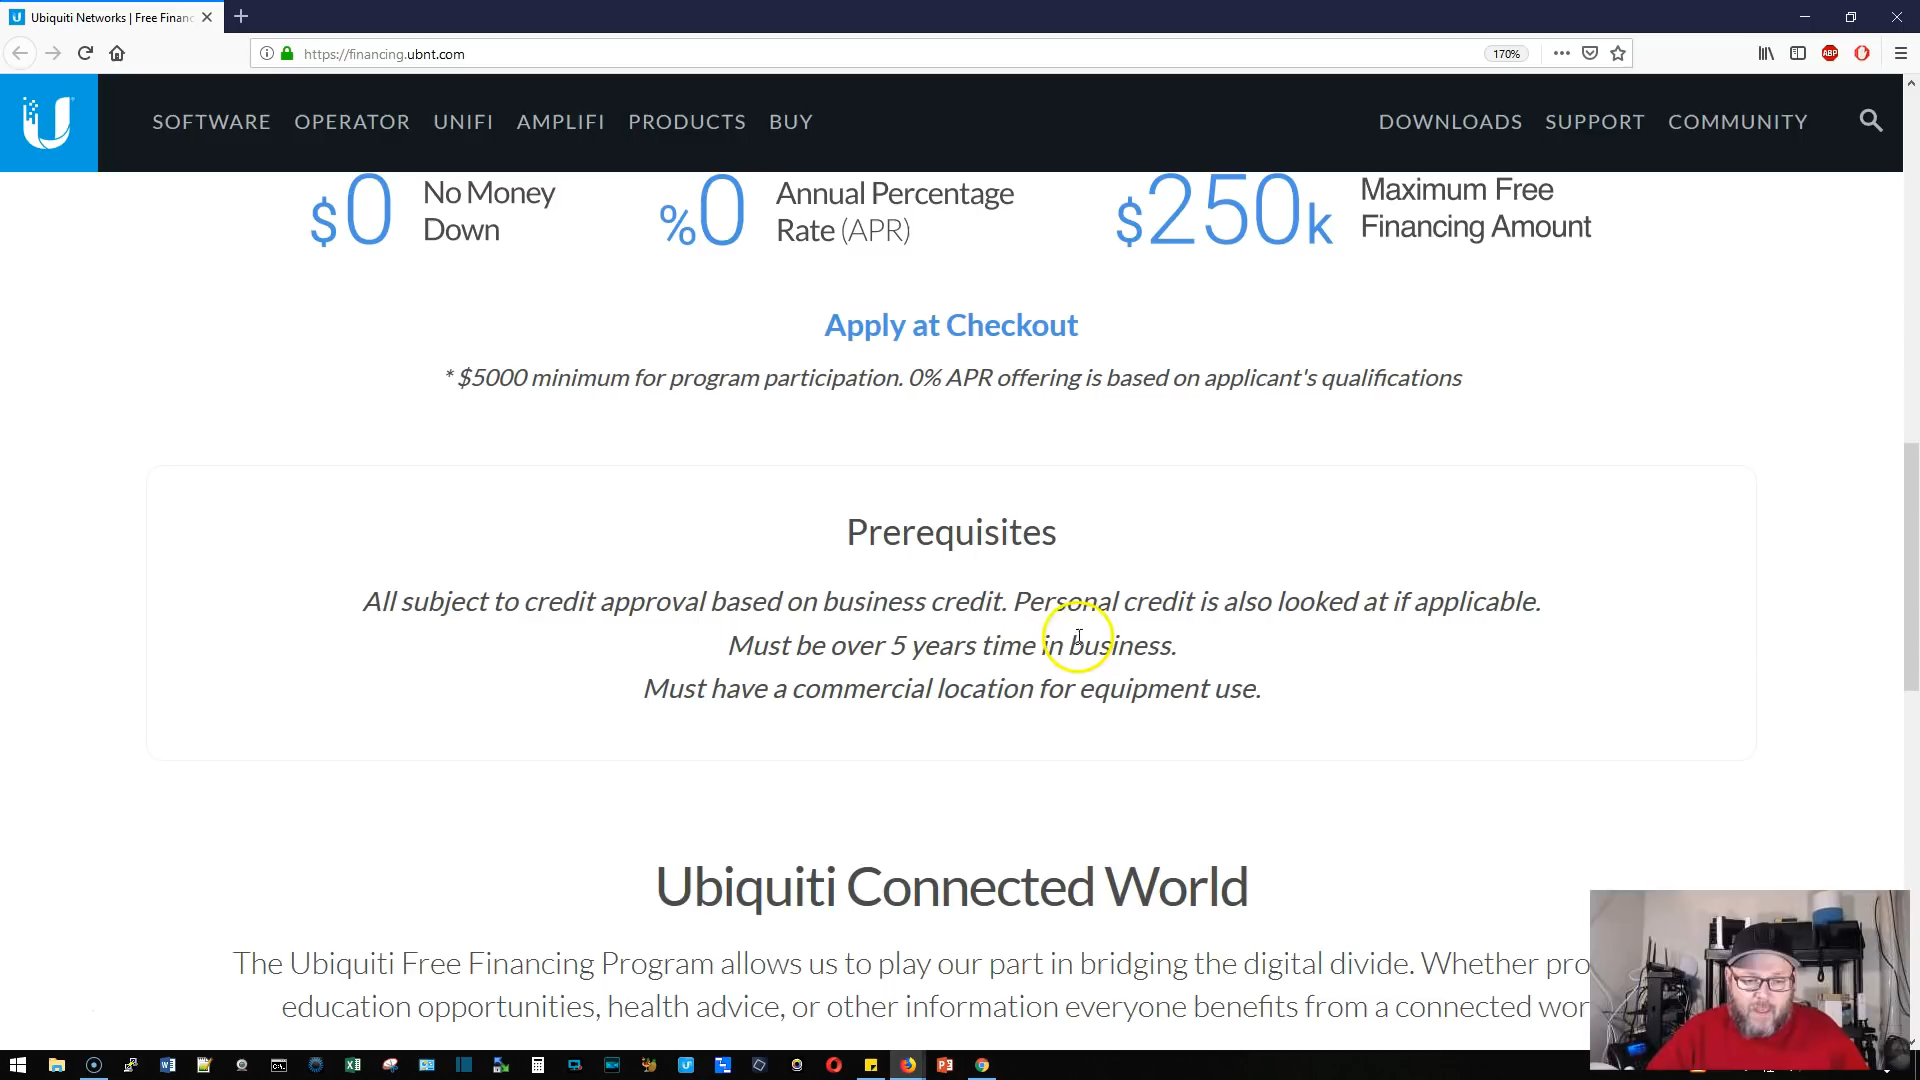 Ubiquiti Networks | Free Financ
https://financing.ubnt.com
170%
ABP
SOFTWARE OPERATOR UNIFI AMPLIFI PRODUCTS BUY DOWNLOADS SUPPORT COMMUNITY
$0 No Money Down
%0 Annual Percentage Rate (APR)
$250k Maximum Free Financing Amount
Apply at Checkout
* $5000 minimum for program participation. 0% APR offering is based on applicant's qualifications
Prerequisites
All subject to credit approval based on business credit. Personal credit is also looked at if applicable.
Must be over 5 years time in business.
Must have a commercial location for equipment use.
Ubiquiti Connected World
The Ubiquiti Free Financing Program allows us to play our part in bridging the digital divide. Whether pro
education opportunities, health advice, or other information everyone benefits from a connected wor